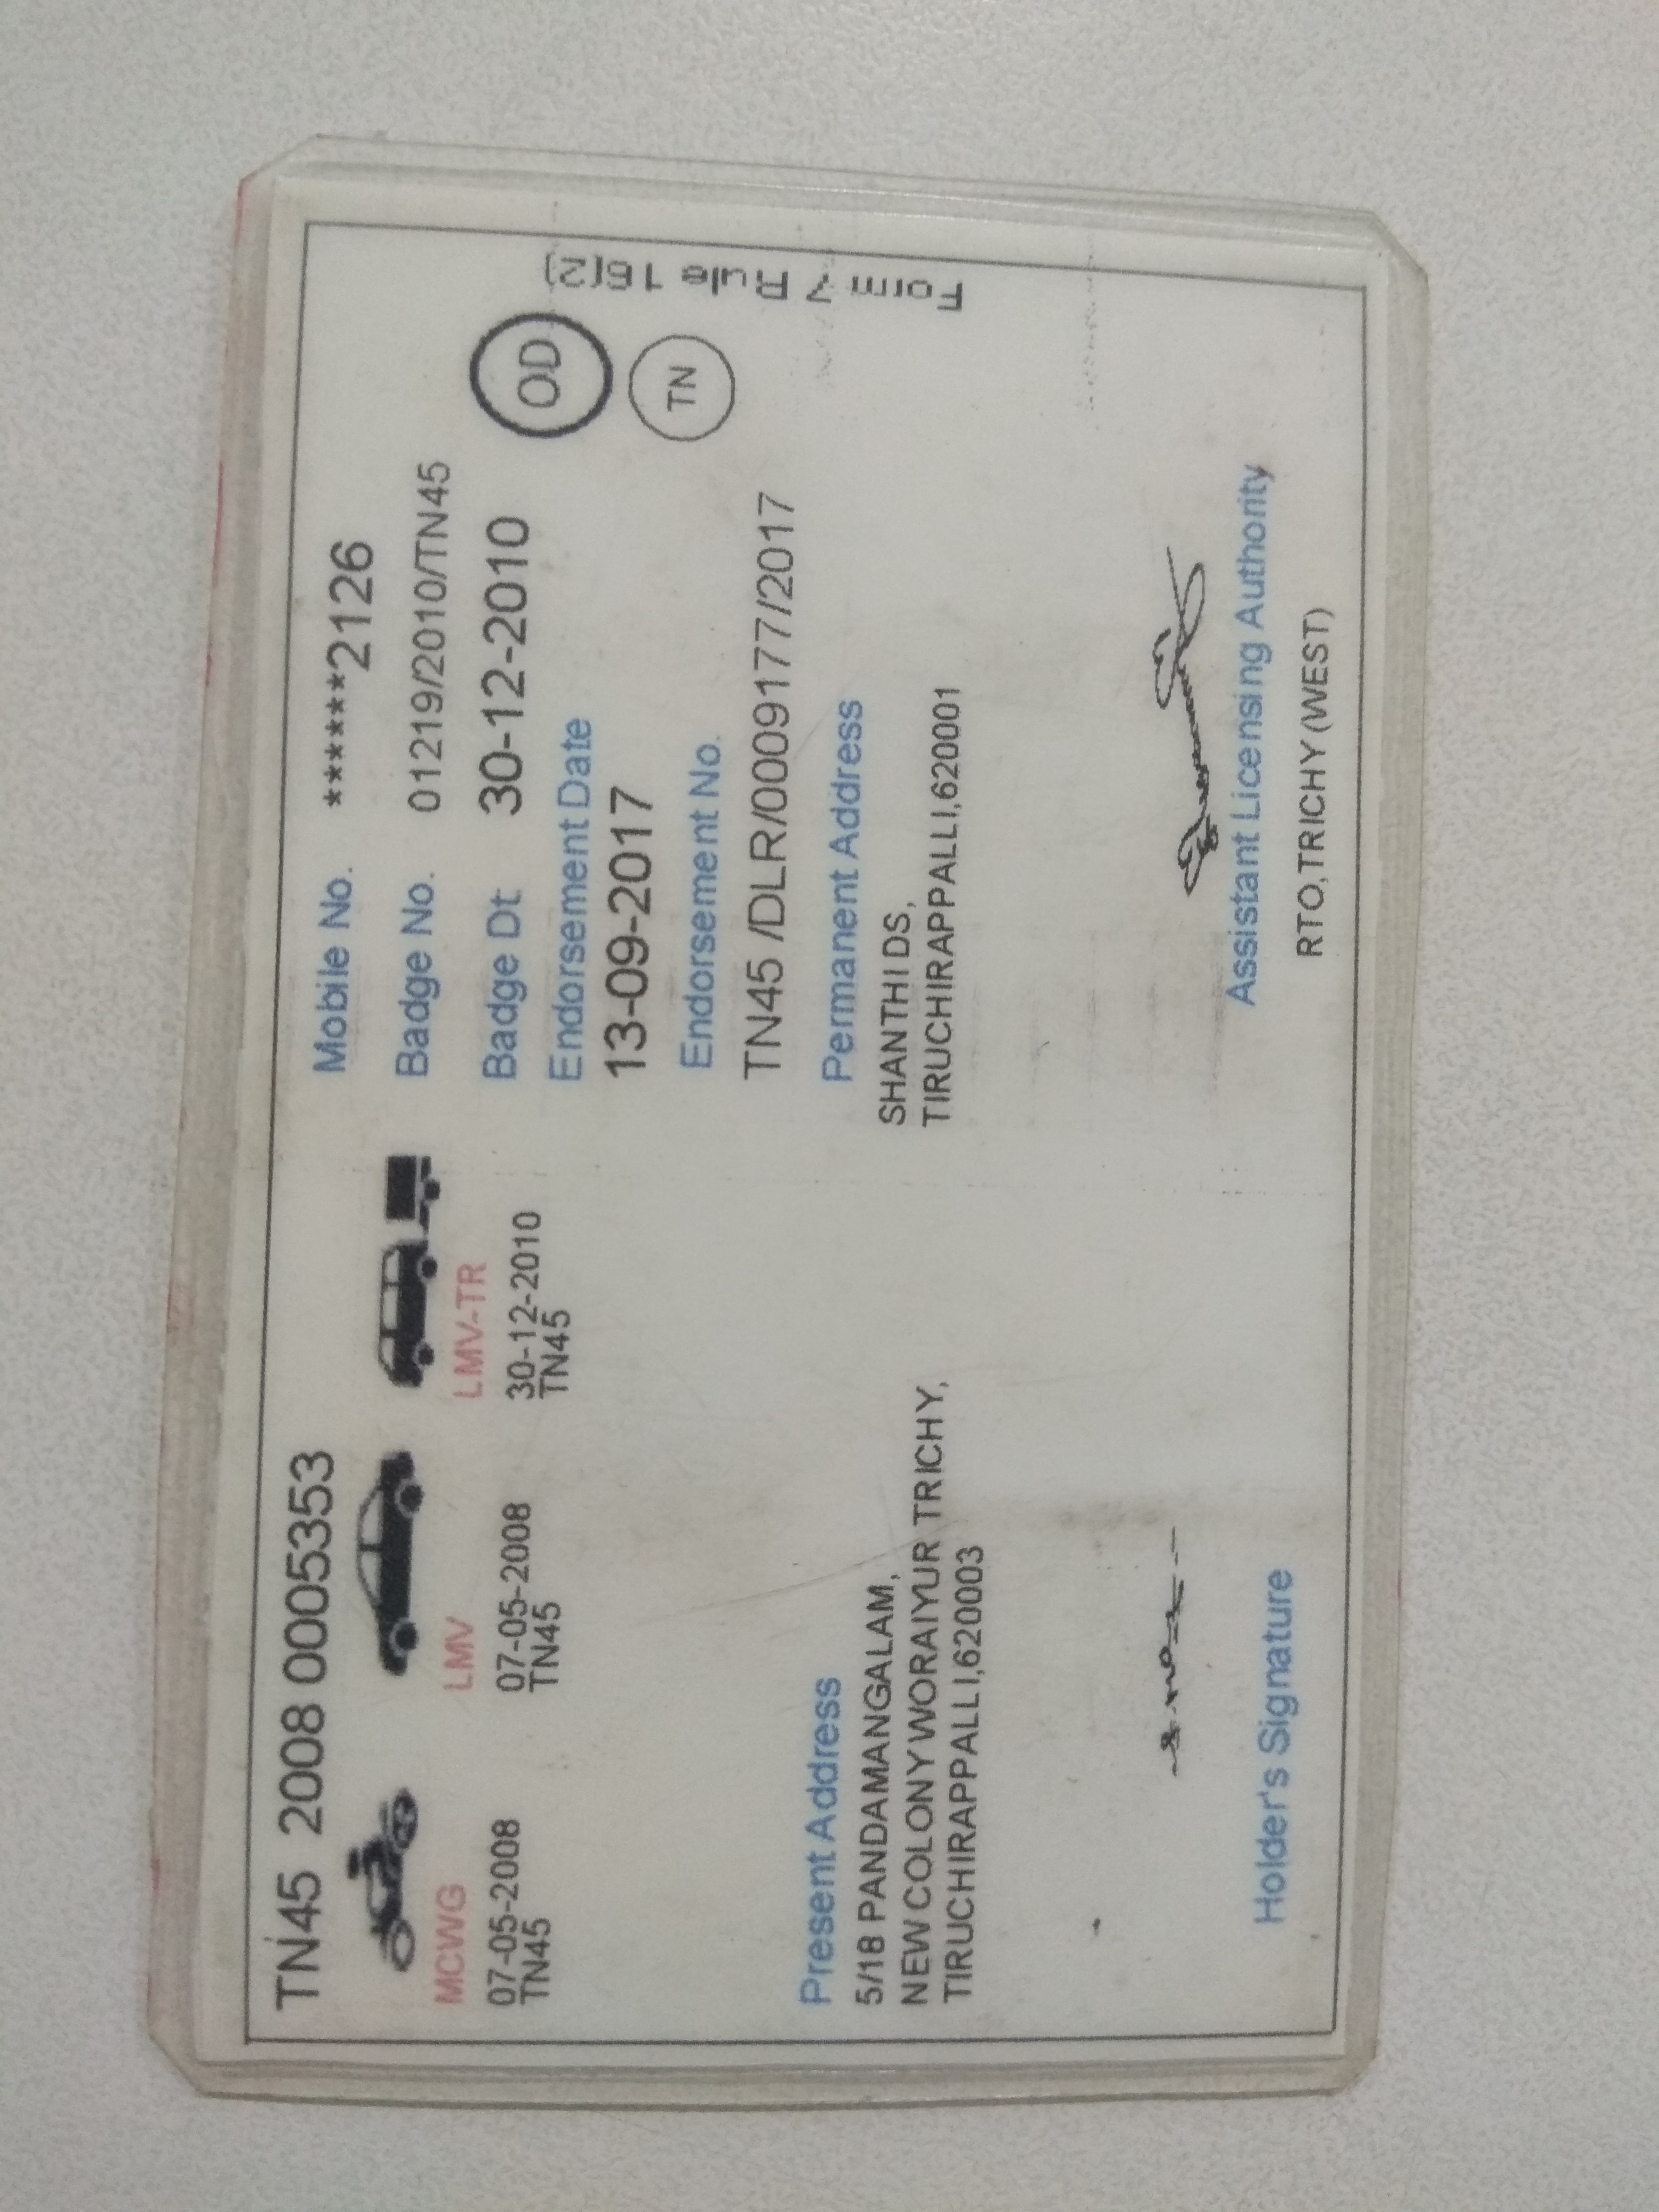 TN45 2008 0005353
MCWG
07-05-2008
TN45
LMV
07-05-2008
TN45
LMV-TR
30-12-2010
TN45
Mobile No. ******2126
Badge No. 01219/2010/TN45
Badge Dt 30-12-2010
Endorsement Date
13-09-2017
Endorsement No.
TN45 /DLR/0009177/2017
OD
TN
Form 7 Rule 16(2)
Present Address
5/18 PANDAMANGALAM,
NEW COLONY WORAIYUR TRICHY,
TIRUCHIRAPPALLI,620003
Permanent Address
SHANTHI DS,
TIRUCHIRAPPALLI,620001
Holder's Signature
Assistant Licensing Authority
RTO,TRICHY (WEST)